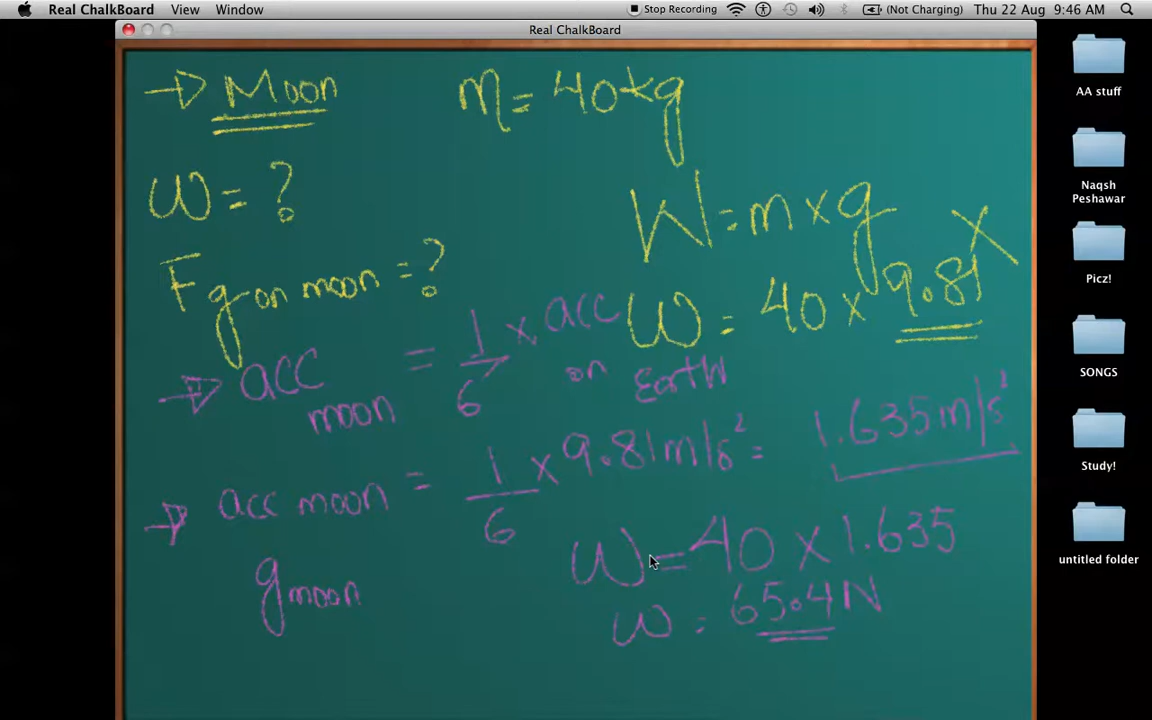 Real ChalkBoard View Window Stop Recording (Not Charging) Thu 22 Aug 9:46 AM
Real ChalkBoard
→ Moon
m = 40kg
W = ?
W = m × g
F g on moon = ?
W = 40 × 9.81 ×
→ acc moon = 1/6 × acc on Earth
→ acc moon = 1/6 × 9.81 m/s² = 1.635 m/s²
g moon
W = 40 × 1.635
W = 65.4 N
AA stuff
Naqsh
Peshawar
Picz!
SONGS
Study!
untitled folder